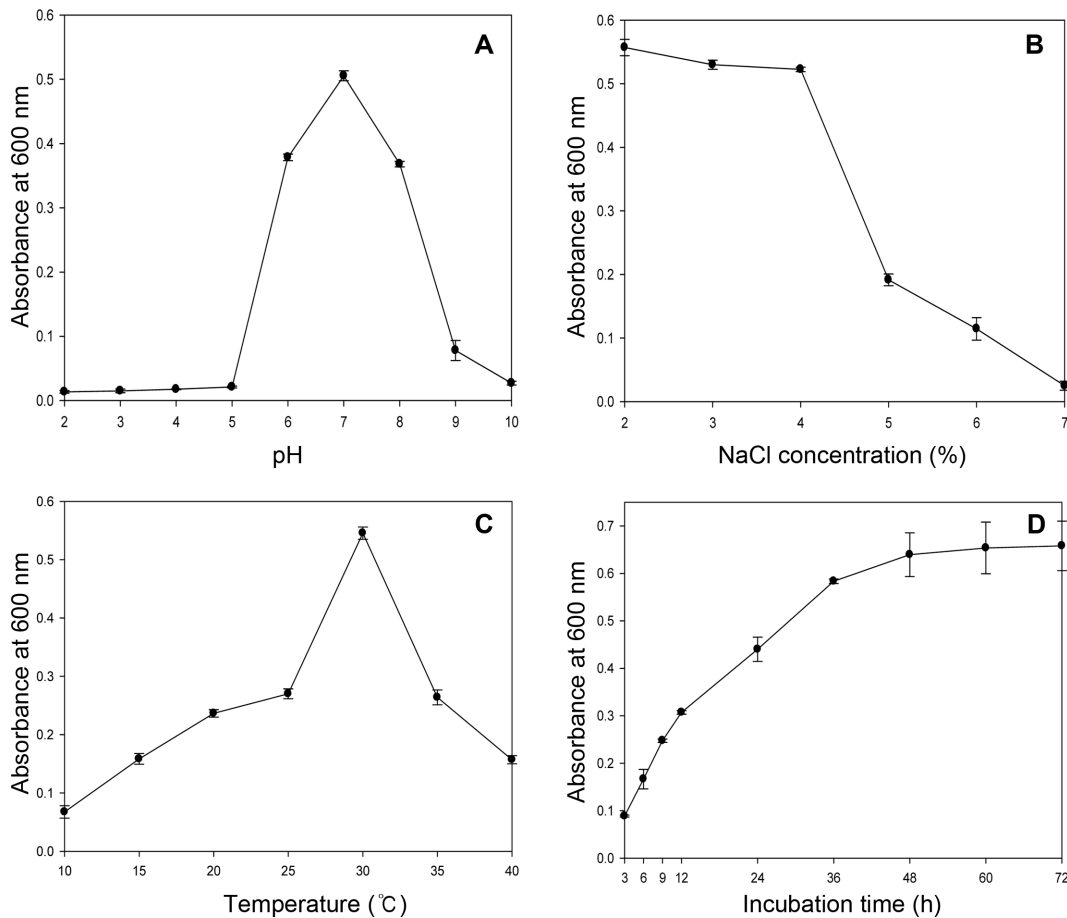 A
Absorbance at 600 nm
0.6
0.5
0.4
0.3
0.2
0.1
0.0
2 3 4 5 6 7 8 9 10
pH
B
Absorbance at 600 nm
0.6
0.5
0.4
0.3
0.2
0.1
0.0
2 3 4 5 6 7
NaCl concentration (%)
C
Absorbance at 600 nm
0.6
0.5
0.4
0.3
0.2
0.1
0.0
10 15 20 25 30 35 40
Temperature (℃)
D
Absorbance at 600 nm
0.7
0.6
0.5
0.4
0.3
0.2
0.1
0.0
3 6 9 12 24 36 48 60 72
Incubation time (h)